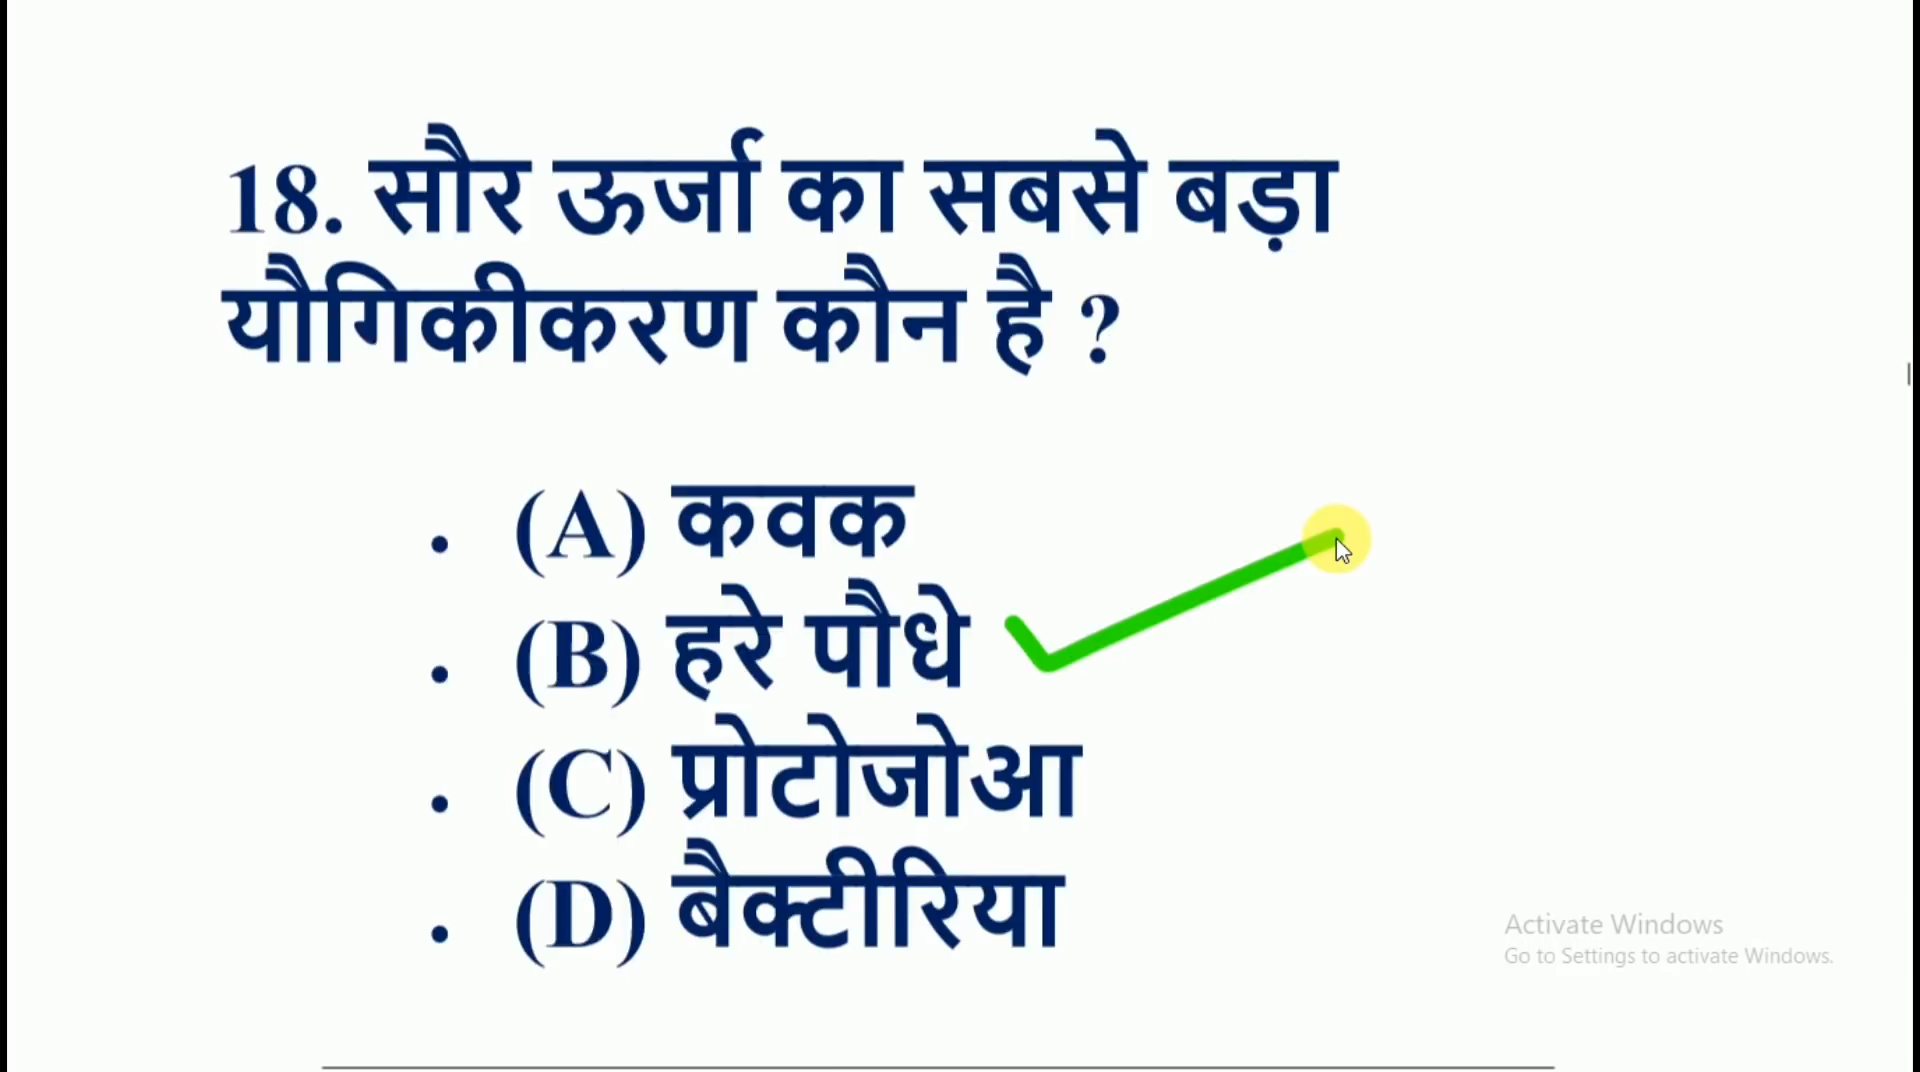 18. सौर ऊर्जा का सबसे बड़ा
यौगिकीकरण कौन है ?
• (A) कवक
• (B) हरे पौधे
• (C) प्रोटोजोआ
• (D) बैक्टीरिया
Activate Windows
Go to Settings to activate Windows.